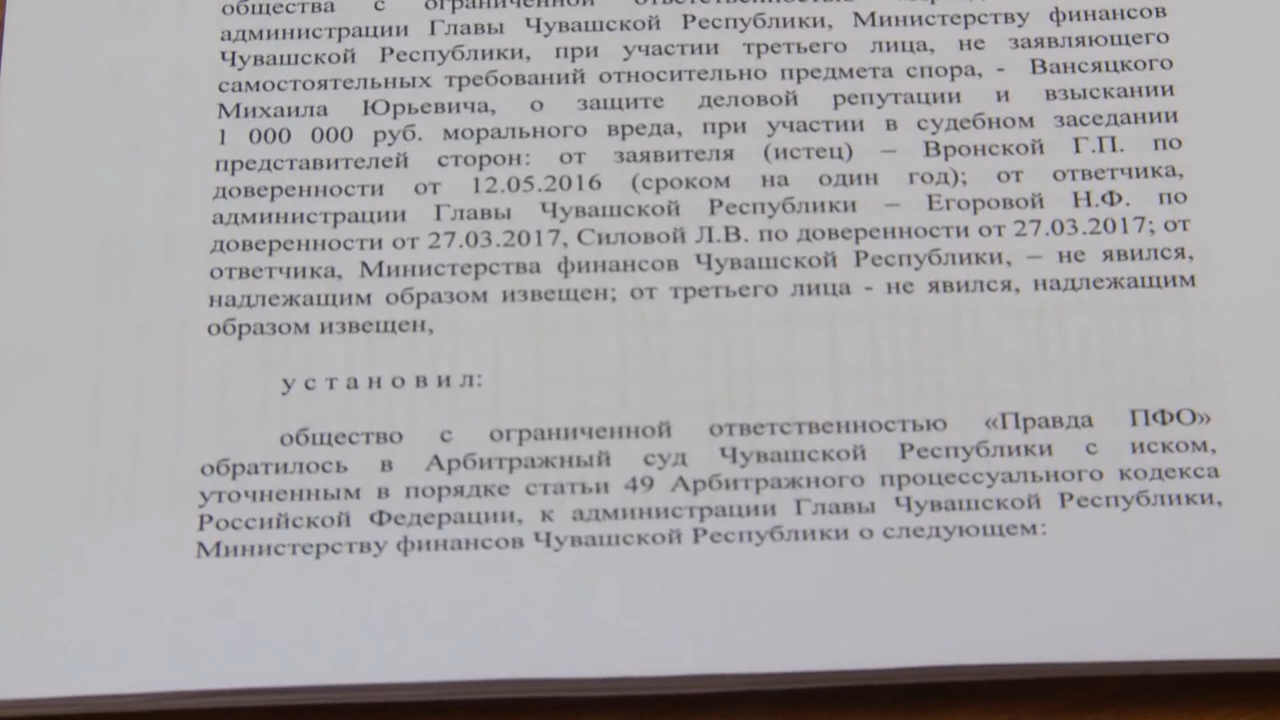 общества с ограниченной ответственностью
администрации Главы Чувашской Республики, Министерству финансов
Чувашской Республики, при участии третьего лица, не заявляющего
самостоятельных требований относительно предмета спора, - Вансяцкого
Михаила Юрьевича, о защите деловой репутации и взыскании
1 000 000 руб. морального вреда, при участии в судебном заседании
представителей сторон: от заявителя (истец) – Вронской Г.П. по
доверенности от 12.05.2016 (сроком на один год); от ответчика,
администрации Главы Чувашской Республики – Егоровой Н.Ф. по
доверенности от 27.03.2017, Силовой Л.В. по доверенности от 27.03.2017; от
ответчика, Министерства финансов Чувашской Республики, – не явился,
надлежащим образом извещен; от третьего лица - не явился, надлежащим
образом извещен,
у с т а н о в и л:
общество с ограниченной ответственностью «Правда ПФО»
обратилось в Арбитражный суд Чувашской Республики с иском,
уточненным в порядке статьи 49 Арбитражного процессуального кодекса
Российской Федерации, к администрации Главы Чувашской Республики,
Министерству финансов Чувашской Республики о следующем: